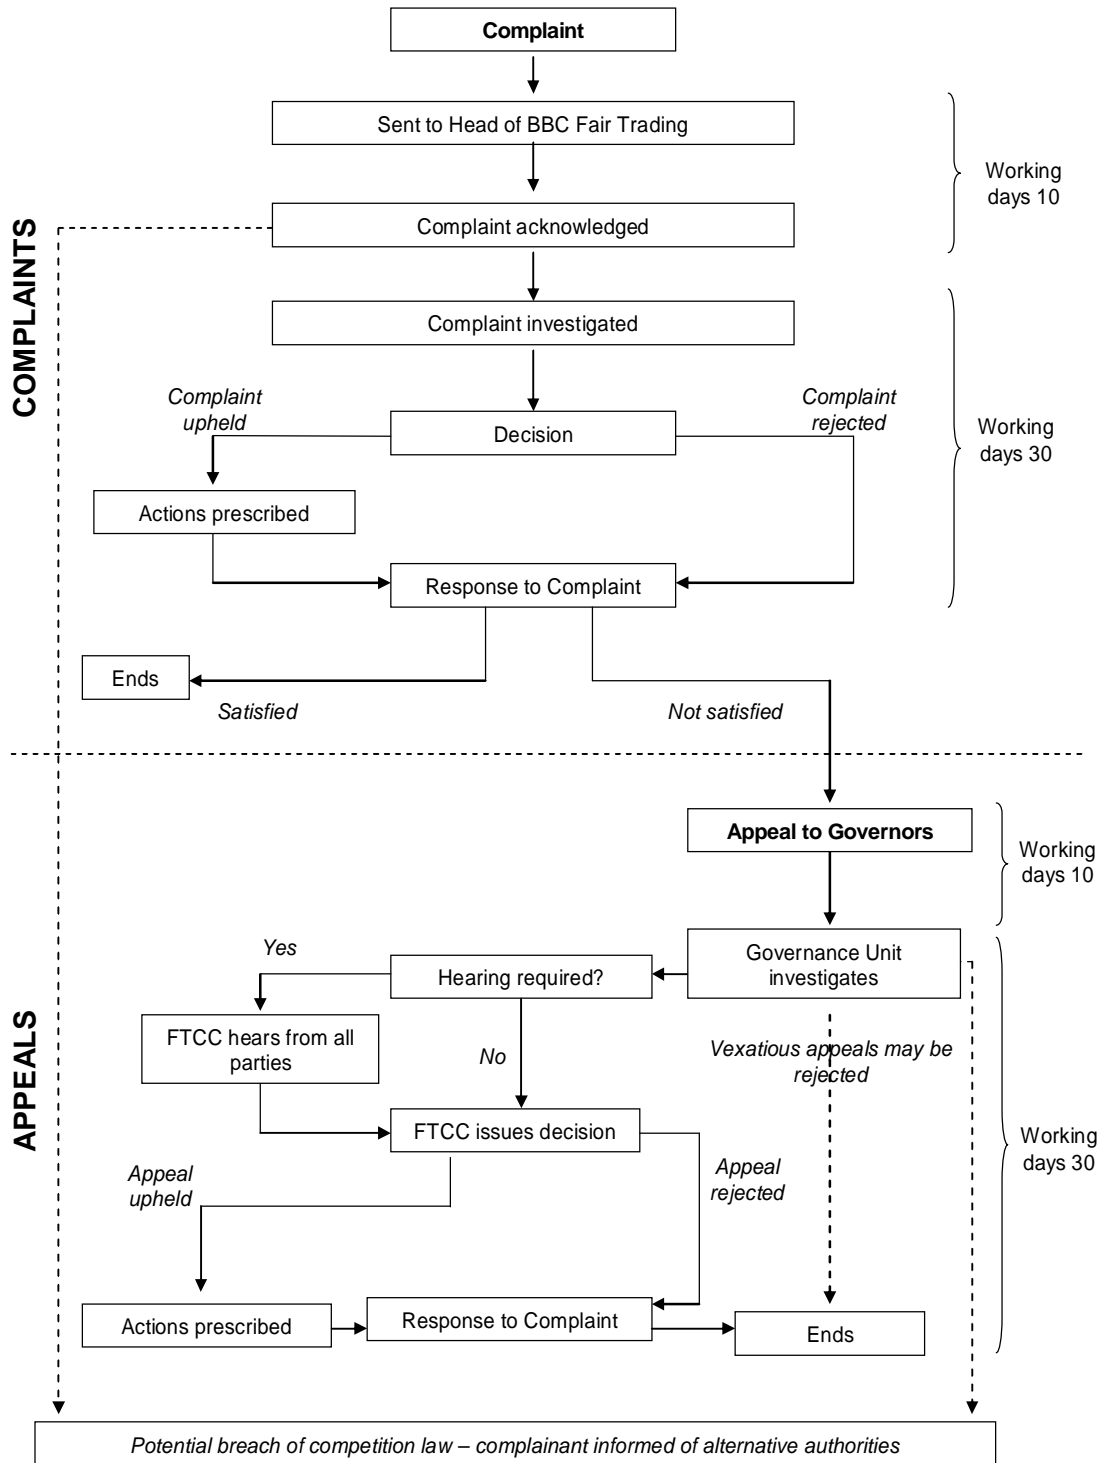 Complaint
Sent to Head of BBC Fair Trading
Working
days 10
Complaint acknowledged
COMPLAINTS
Complaint investigated
Complaint
upheld
Complaint
rejected
Decision
Working
days 30
Actions prescribed
Response to Complaint
Ends
Satisfied
Not satisfied
Appeal to Governors
Working
days 10
Governance Unit
investigates
Yes
Hearing required?
FTCC hears from all
parties
No
Vexatious appeals may be
rejected
APPEALS
FTCC issues decision
Working
days 30
Appeal
upheld
Appeal
rejected
Actions prescribed
Response to Complaint
Ends
Potential breach of competition law – complainant informed of alternative authorities